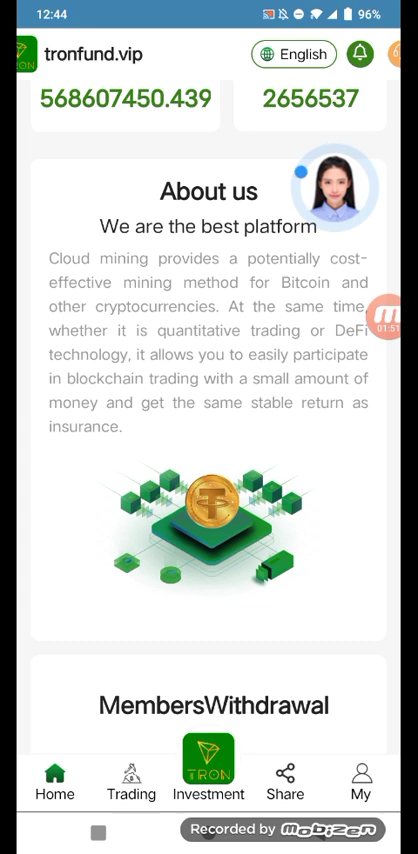 12:44
96%
TRON
tronfund.vip
English
568607450.439
2656537
About us
We are the best platform
Cloud mining provides a potentially cost-
effective mining method for Bitcoin and
other cryptocurrencies. At the same time,
whether it is quantitative trading or DeFi
technology, it allows you to easily participate
in blockchain trading with a small amount of
money and get the same stable return as
insurance.
01:51
MembersWithdrawal
TRON
Home
Trading
Investment
Share
My
Recorded by mobizen